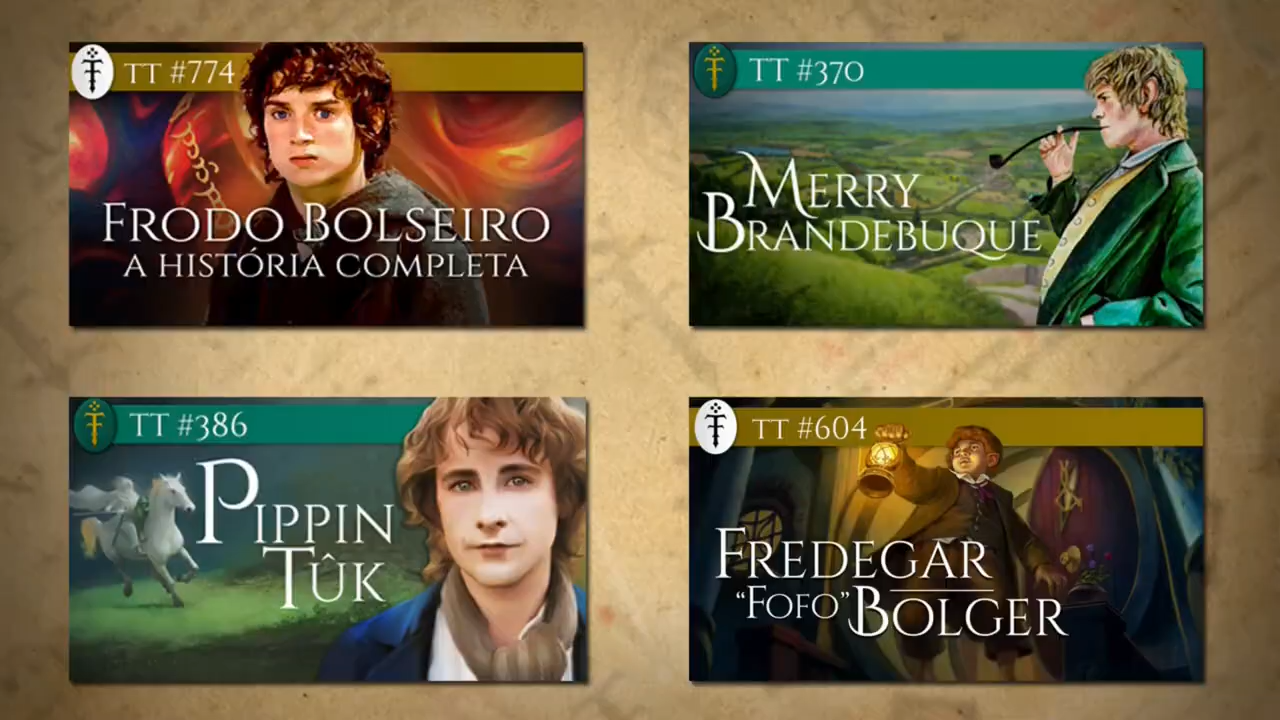 TT #774
FRODO BOLSEIRO
A HISTÓRIA COMPLETA
TT #370
MERRY
BRANDEBUQUE
TT #386
PIPPIN
TÛK
TT #604
FREDEGAR
“FOFO” BOLGER